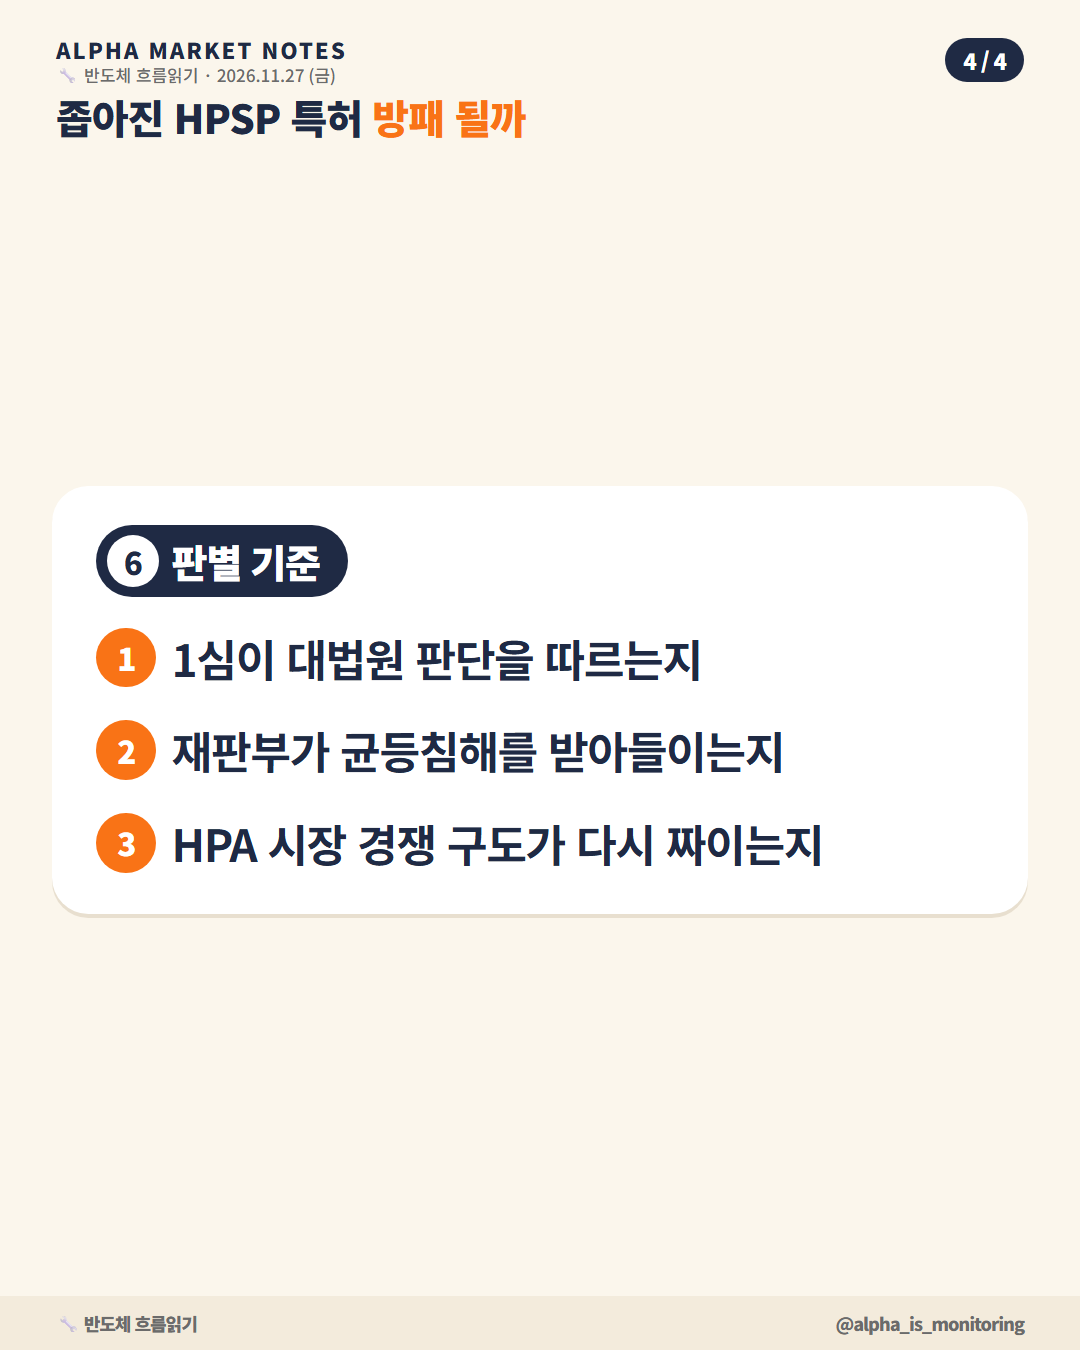 ALPHA MARKET NOTES
반도체 흐름읽기 · 2026.11.27 (금)
4 / 4
좁아진 HPSP 특허 방패 될까
6 판별 기준
1 1심이 대법원 판단을 따르는지
2 재판부가 균등침해를 받아들이는지
3 HPA 시장 경쟁 구도가 다시 짜이는지
반도체 흐름읽기
@alpha_is_monitoring